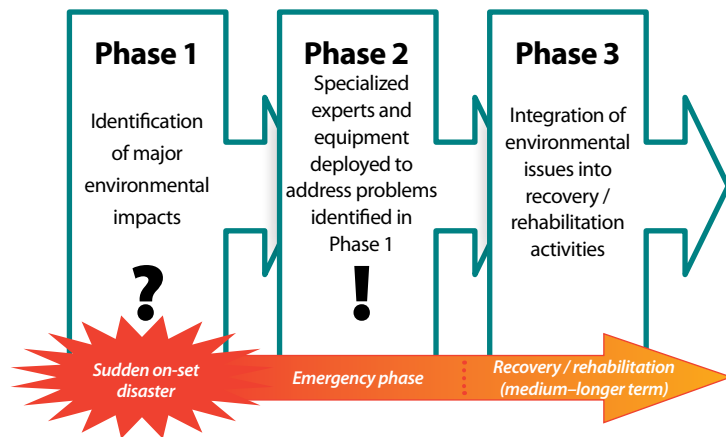 Phase 1
Identification
of major
environmental
impacts
?
Phase 2
Specialized
experts and
equipment
deployed to
address problems
identified in
Phase 1
!
Phase 3
Integration of
environmental
issues into
recovery /
rehabilitation
activities
Sudden on-set
disaster
Emergency phase
Recovery / rehabilitation
(medium–longer term)